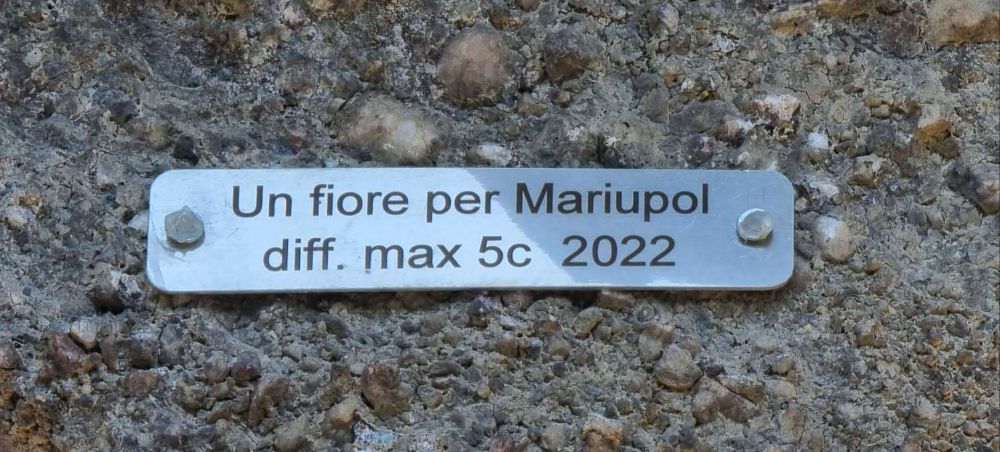 Un fiore per Mariupol
diff. max 5c 2022